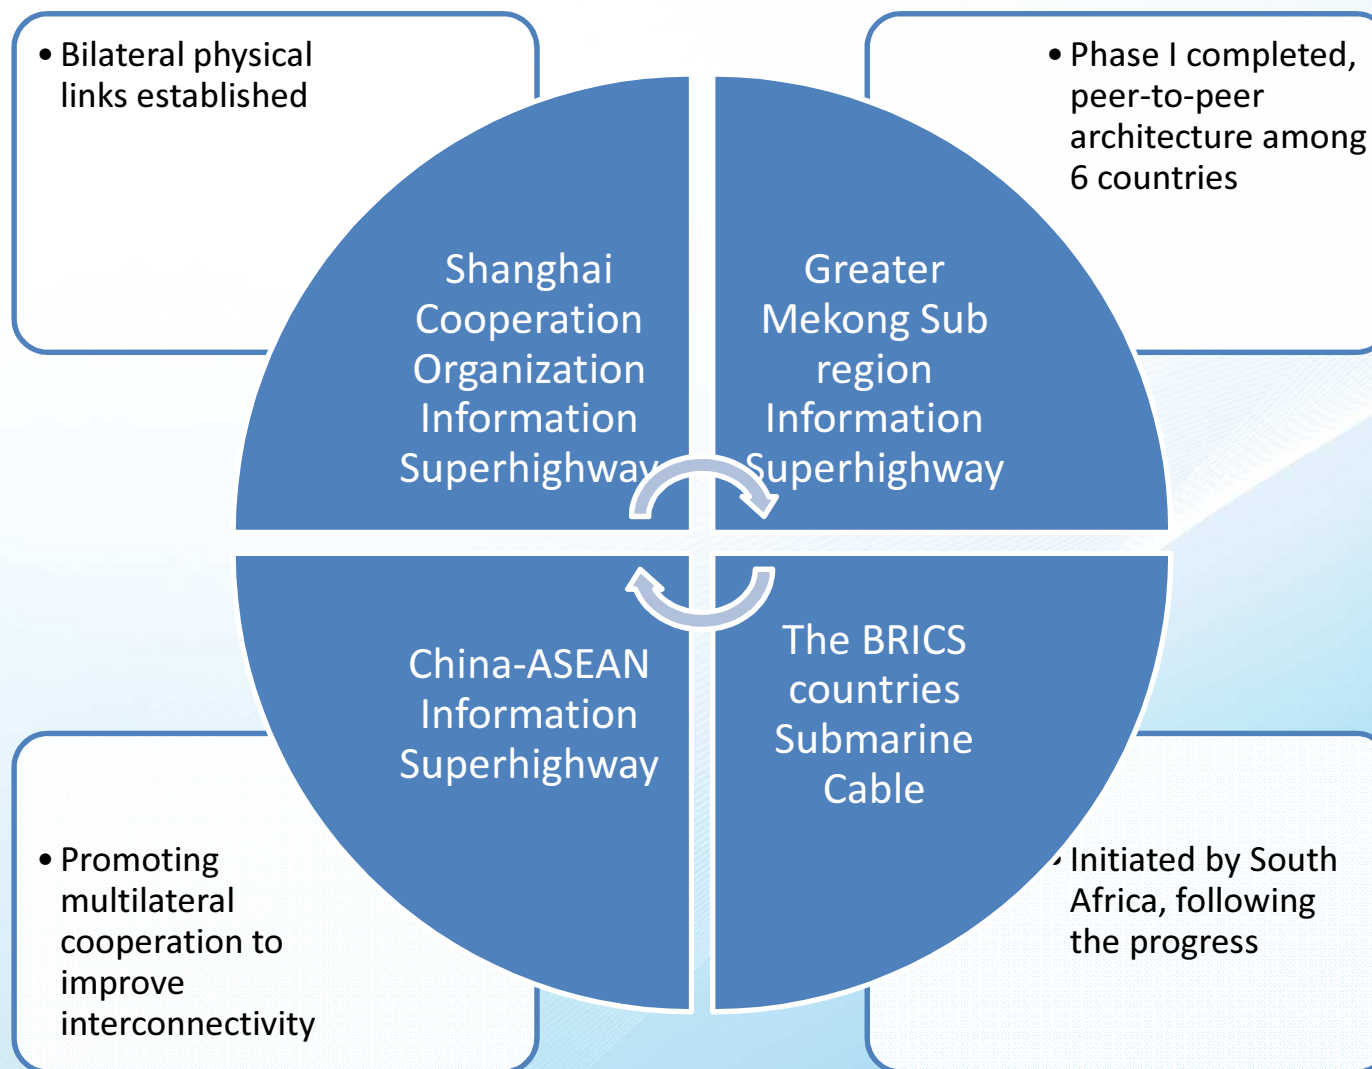 • Bilateral physical
links established
• Phase I completed,
peer-to-peer
architecture among
6 countries
Shanghai
Cooperation
Organization
Information
Superhighway
Greater
Mekong Sub
region
Information
Superhighway
China-ASEAN
Information
Superhighway
The BRICS
countries
Submarine
Cable
• Promoting
multilateral
cooperation to
improve
interconnectivity
• Initiated by South
Africa, following
the progress